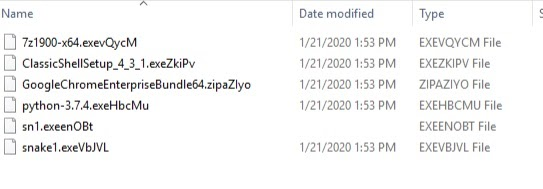 Name Date modified Type S
7z1900-x64.exevQycM 1/21/2020 1:53 PM EXEVQYCM File
ClassicShellSetup_4_3_1.exeZkiPv 1/21/2020 1:53 PM EXEZKIPV File
GoogleChromeEnterpriseBundle64.zipaZlyo 1/21/2020 1:53 PM ZIPAZIYO File
python-3.7.4.exeHbcMu 1/21/2020 1:53 PM EXEHBCMU File
sn1.exeenOBt EXEENOBT File
snake1.exeVbJVL 1/21/2020 1:53 PM EXEVBJVL File